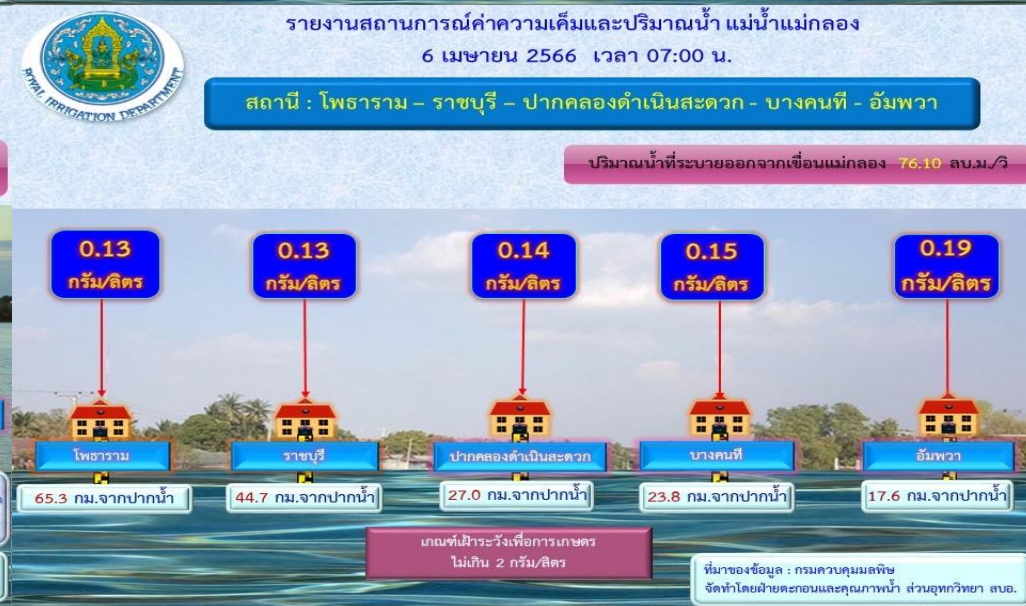 รายงานสถานการณ์ค่าความเค็มและปริมาณน้ำ แม่น้ำแม่กลอง
6 เมษายน 2566 เวลา 07:00 น.
ROYAL IRRIGATION DEPARTMENT
สถานี : โพธาราม – ราชบุรี – ปากคลองดำเนินสะดวก - บางคนที - อัมพวา
ปริมาณน้ำที่ระบายออกจากเขื่อนแม่กลอง 76.10 ลบ.ม./วิ
0.13
กรัม/ลิตร
0.13
กรัม/ลิตร
0.14
กรัม/ลิตร
0.15
กรัม/ลิตร
0.19
กรัม/ลิตร
โพธาราม
ราชบุรี
ปากคลองดำเนินสะดวก
บางคนที
อัมพวา
65.3 กม.จากปากน้ำ
44.7 กม.จากปากน้ำ
27.0 กม.จากปากน้ำ
23.8 กม.จากปากน้ำ
17.6 กม.จากปากน้ำ
เกณฑ์เฝ้าระวังเพื่อการเกษตร
ไม่เกิน 2 กรัม/ลิตร
ที่มาของข้อมูล : กรมควบคุมมลพิษ
จัดทำโดยฝ่ายตะกอนและคุณภาพน้ำ ส่วนอุทกวิทยา สบอ.